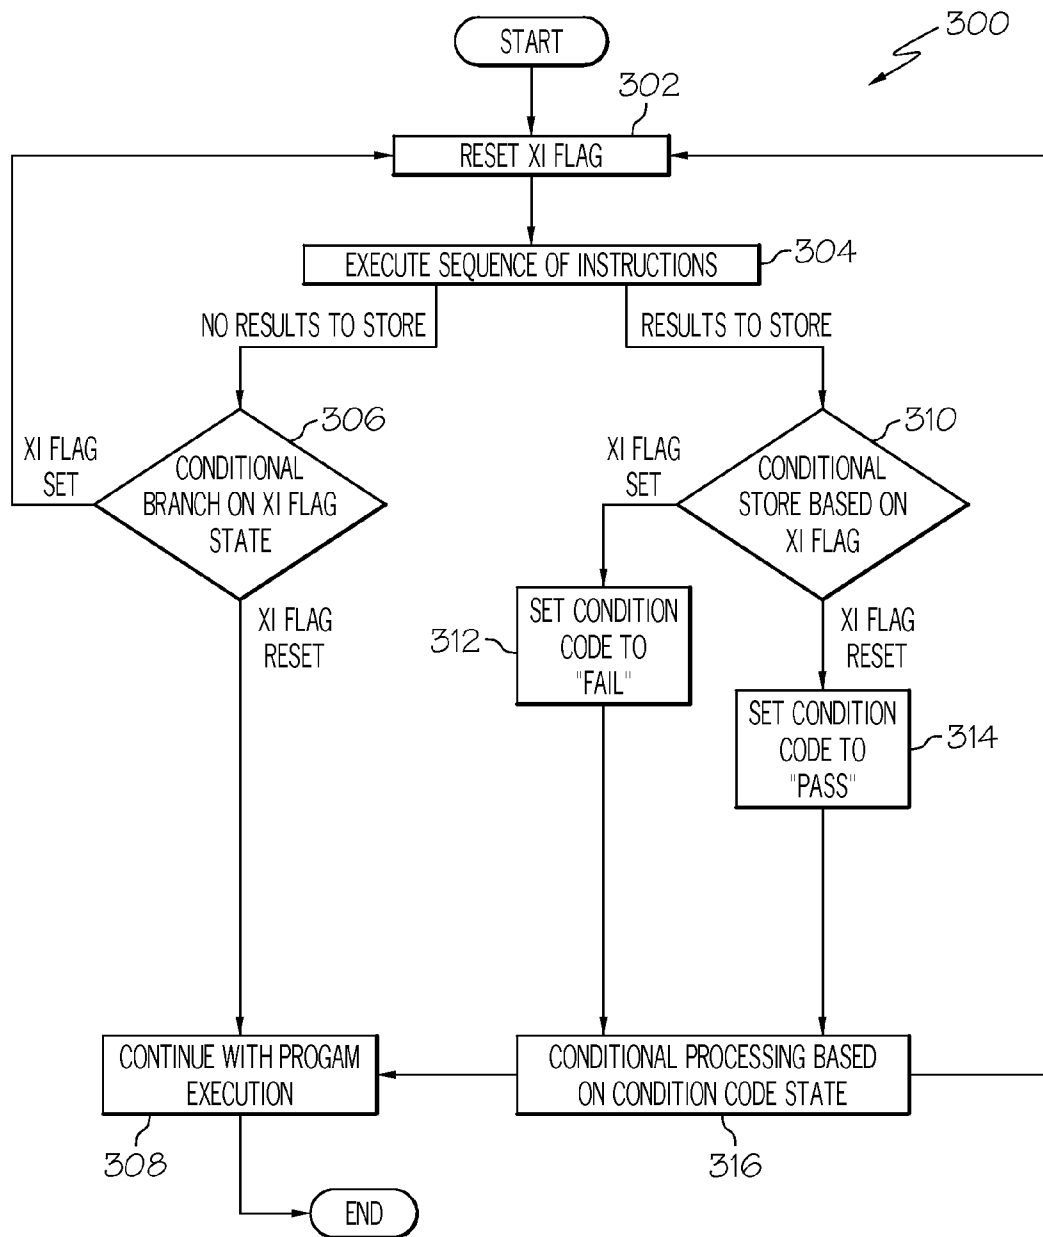 300
START
302
RESET XI FLAG
304
EXECUTE SEQUENCE OF INSTRUCTIONS
NO RESULTS TO STORE
RESULTS TO STORE
306
XI FLAG
SET
CONDITIONAL
BRANCH ON XI FLAG
STATE
310
XI FLAG
SET
CONDITIONAL
STORE BASED ON
XI FLAG
XI FLAG
RESET
312
SET CONDITION
CODE TO
"FAIL"
XI FLAG
RESET
SET CONDITION
CODE TO
"PASS"
314
CONTINUE WITH PROGAM
EXECUTION
308
CONDITIONAL PROCESSING BASED
ON CONDITION CODE STATE
316
END